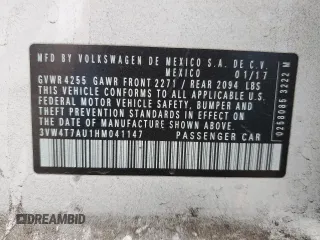 MFD BY VOLKSWAGEN DE MEXICO S.A. DE C.V.
MEXICO 01/17
GVWR 4255 GAWR FRONT 2271 / REAR 2094 LBS
THIS VEHICLE CONFORMS TO ALL APPLICABLE U.S.
FEDERAL MOTOR VEHICLE SAFETY, BUMPER AND
THEFT PREVENTION STANDARDS IN EFFECT ON
THE DATE OF MANUFACTURE SHOWN ABOVE.
3VW4T7AU1HM041147 PASSENGER CAR
0258085 3222 M
DREAMBID